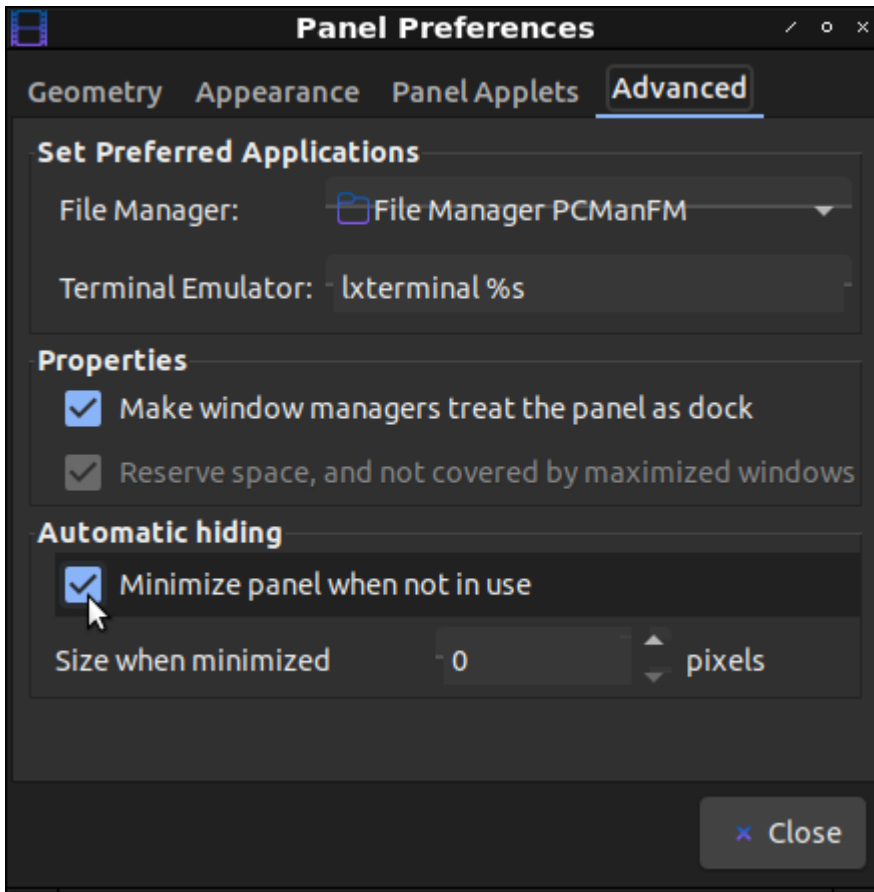 Panel Preferences
Geometry Appearance Panel Applets Advanced
Set Preferred Applications
File Manager: File Manager PCManFM
Terminal Emulator: lxterminal %s
Properties
Make window managers treat the panel as dock
Reserve space, and not covered by maximized windows
Automatic hiding
Minimize panel when not in use
Size when minimized 0 pixels
Close